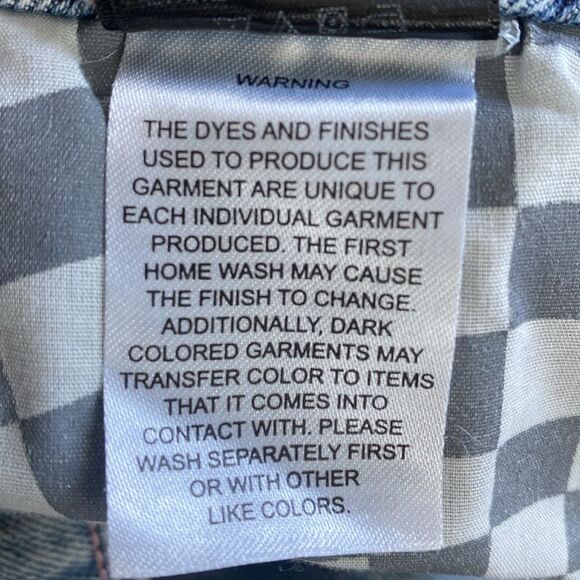 WARNING
THE DYES AND FINISHES
USED TO PRODUCE THIS
GARMENT ARE UNIQUE TO
EACH INDIVIDUAL GARMENT
PRODUCED. THE FIRST
HOME WASH MAY CAUSE
THE FINISH TO CHANGE.
ADDITIONALLY, DARK
COLORED GARMENTS MAY
TRANSFER COLOR TO ITEMS
THAT IT COMES INTO
CONTACT WITH. PLEASE
WASH SEPARATELY FIRST
OR WITH OTHER
LIKE COLORS.